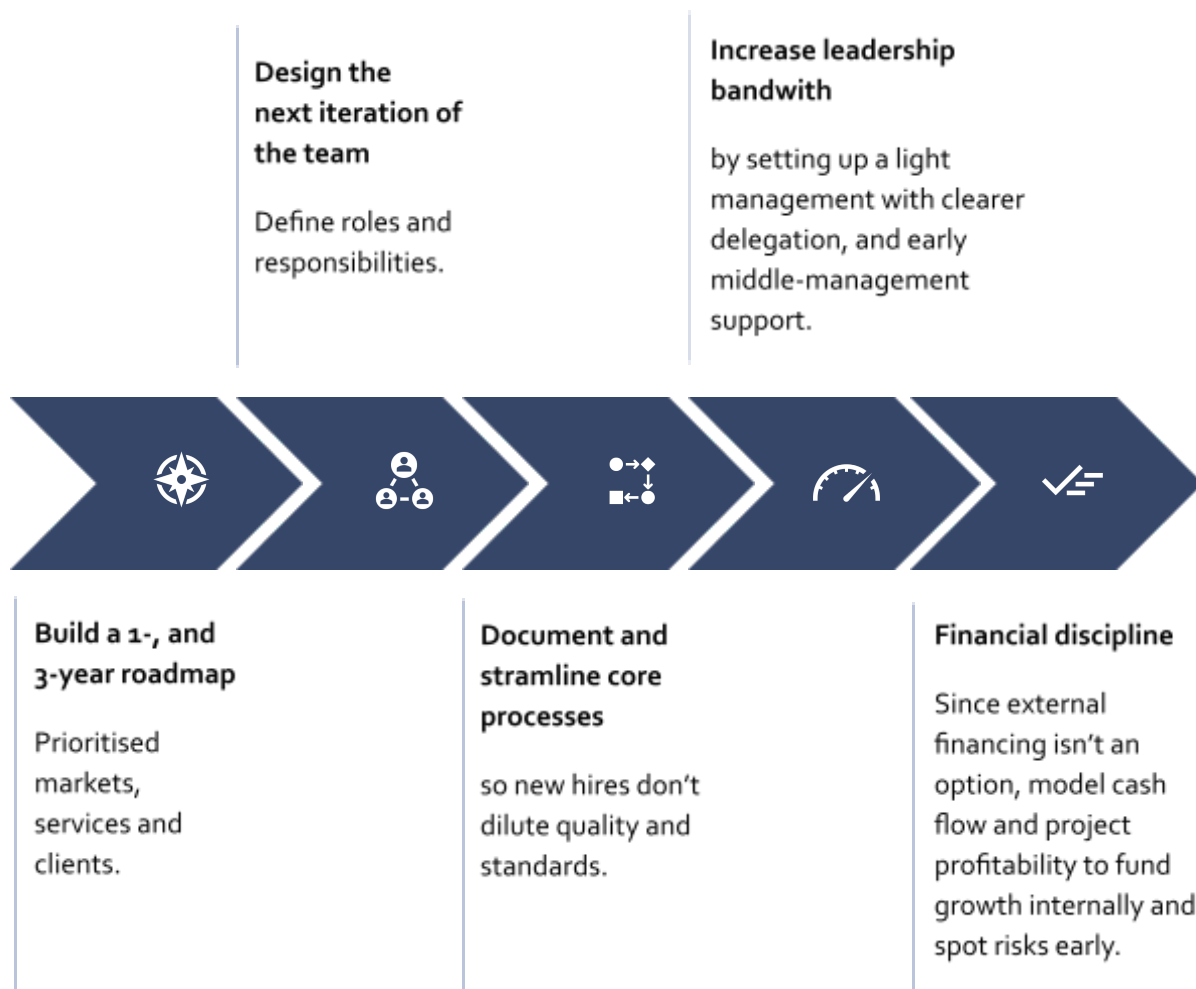 Design the
next iteration of
the team
Define roles and
responsibilities.
Increase leadership
bandwith
by setting up a light
management with clearer
delegation, and early
middle-management
support.
Build a 1-, and
3-year roadmap
Prioritised
markets,
services and
clients.
Document and
stramline core
processes
so new hires don’t
dilute quality and
standards.
Financial discipline
Since external
financing isn’t an
option, model cash
flow and project
profitability to fund
growth internally and
spot risks early.